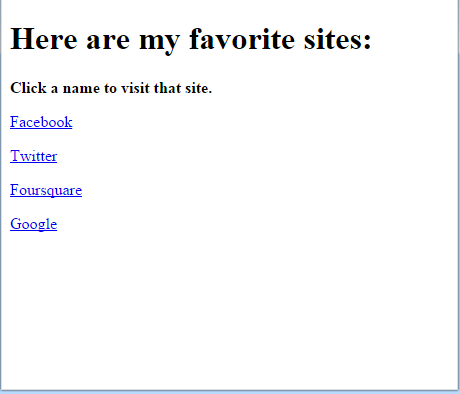 Here are my favorite sites:
Click a name to visit that site.
Facebook
Twitter
Foursquare
Google